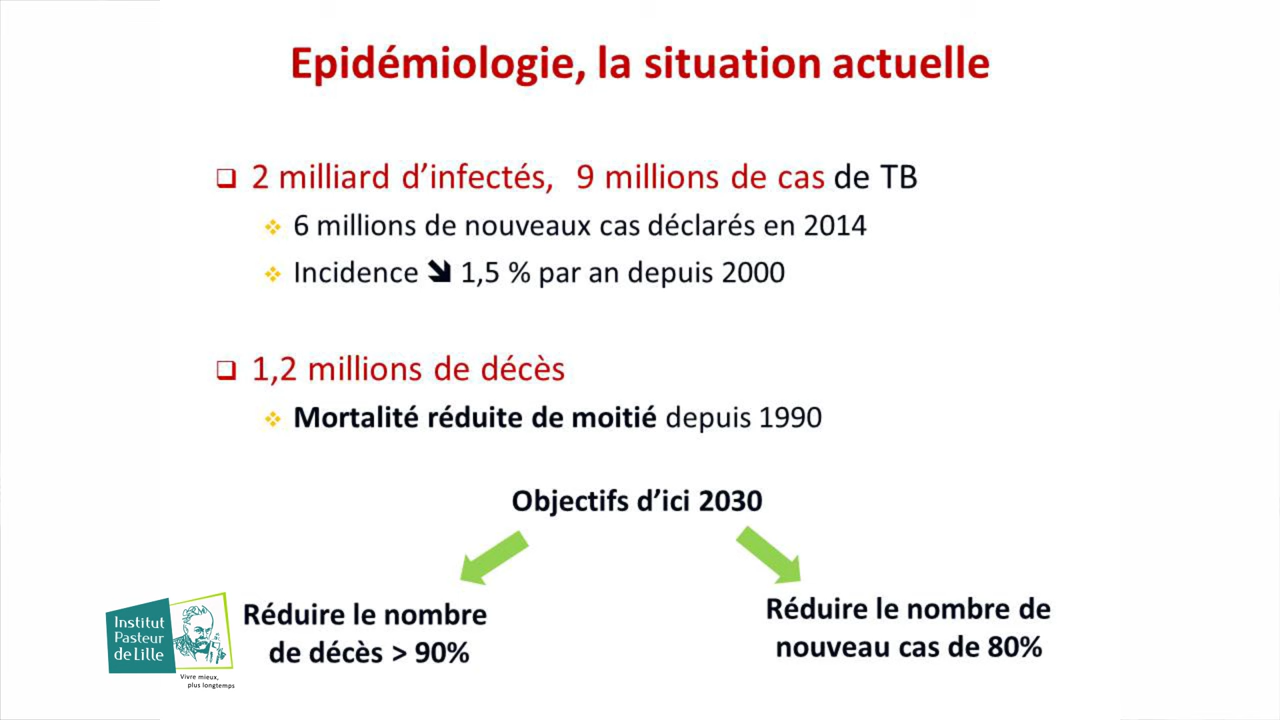 Epidémiologie, la situation actuelle
2 milliard d'infectés, 9 millions de cas de TB
6 millions de nouveaux cas déclarés en 2014
Incidence ↘ 1,5 % par an depuis 2000
1,2 millions de décès
Mortalité réduite de moitié depuis 1990
Objectifs d'ici 2030
Réduire le nombre
de décès > 90%
Réduire le nombre de
nouveau cas de 80%
Institut
Pasteur
de Lille
Vivre mieux,
plus longtemps